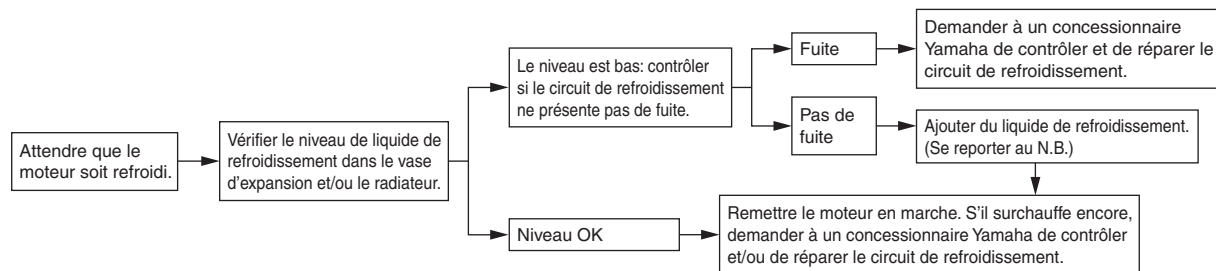 Attendre que le
moteur soit refroidi.
Vérifier le niveau de liquide de
refroidissement dans le vase
d'expansion et/ou le radiateur.
Le niveau est bas: contrôler
si le circuit de refroidissement
ne présente pas de fuite.
Fuite
Demander à un concessionnaire
Yamaha de contrôler et de réparer le
circuit de refroidissement.
Pas de
fuite
Ajouter du liquide de refroidissement.
(Se reporter au N.B.)
Niveau OK
Remettre le moteur en marche. S'il surchauffe encore,
demander à un concessionnaire Yamaha de contrôler
et/ou de réparer le circuit de refroidissement.